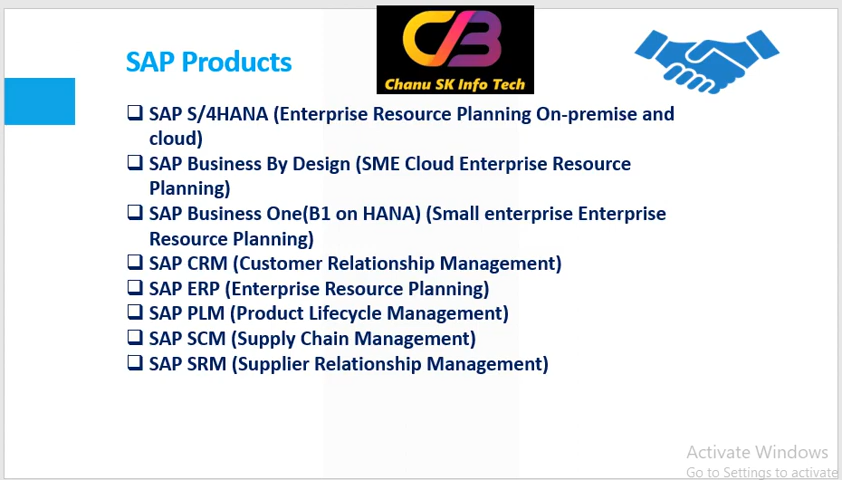 SAP Products
Chanu SK Info Tech
SAP S/4HANA (Enterprise Resource Planning On-premise and
cloud)
SAP Business By Design (SME Cloud Enterprise Resource
Planning)
SAP Business One(B1 on HANA) (Small enterprise Enterprise
Resource Planning)
SAP CRM (Customer Relationship Management)
SAP ERP (Enterprise Resource Planning)
SAP PLM (Product Lifecycle Management)
SAP SCM (Supply Chain Management)
SAP SRM (Supplier Relationship Management)
Activate Windows
Go to Settings to activate